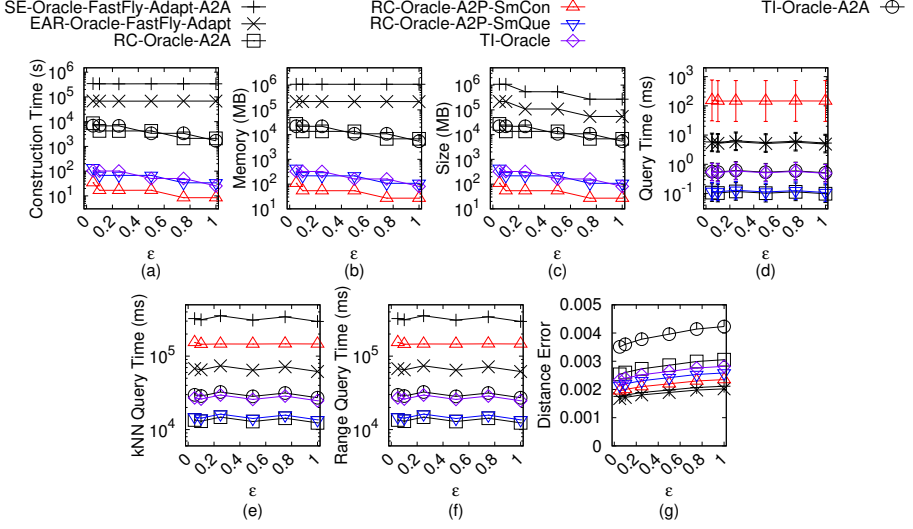 SE-Oracle-FastFly-Adapt-A2A
EAR-Oracle-FastFly-Adapt
RC-Oracle-A2A
RC-Oracle-A2P-SmCon
RC-Oracle-A2P-SmQue
TI-Oracle
TI-Oracle-A2A
Construction Time (s)
10^6
10^5
10^4
10^3
10^2
10^1
0 0.2 0.4 0.6 0.8 1
ε
(a)
Memory (MB)
10^6
10^5
10^4
10^3
10^2
10^1
0 0.2 0.4 0.6 0.8 1
ε
(b)
Size (MB)
10^6
10^5
10^4
10^3
10^2
10^1
0 0.2 0.4 0.6 0.8 1
ε
(c)
Query Time (ms)
10^3
10^2
10^1
10^0
10^-1
0 0.2 0.4 0.6 0.8 1
ε
(d)
kNN Query Time (ms)
10^5
10^4
0 0.2 0.4 0.6 0.8 1
ε
(e)
Range Query Time (ms)
10^5
10^4
0 0.2 0.4 0.6 0.8 1
ε
(f)
Distance Error
0.005
0.004
0.003
0.002
0.001
0
0 0.2 0.4 0.6 0.8 1
ε
(g)